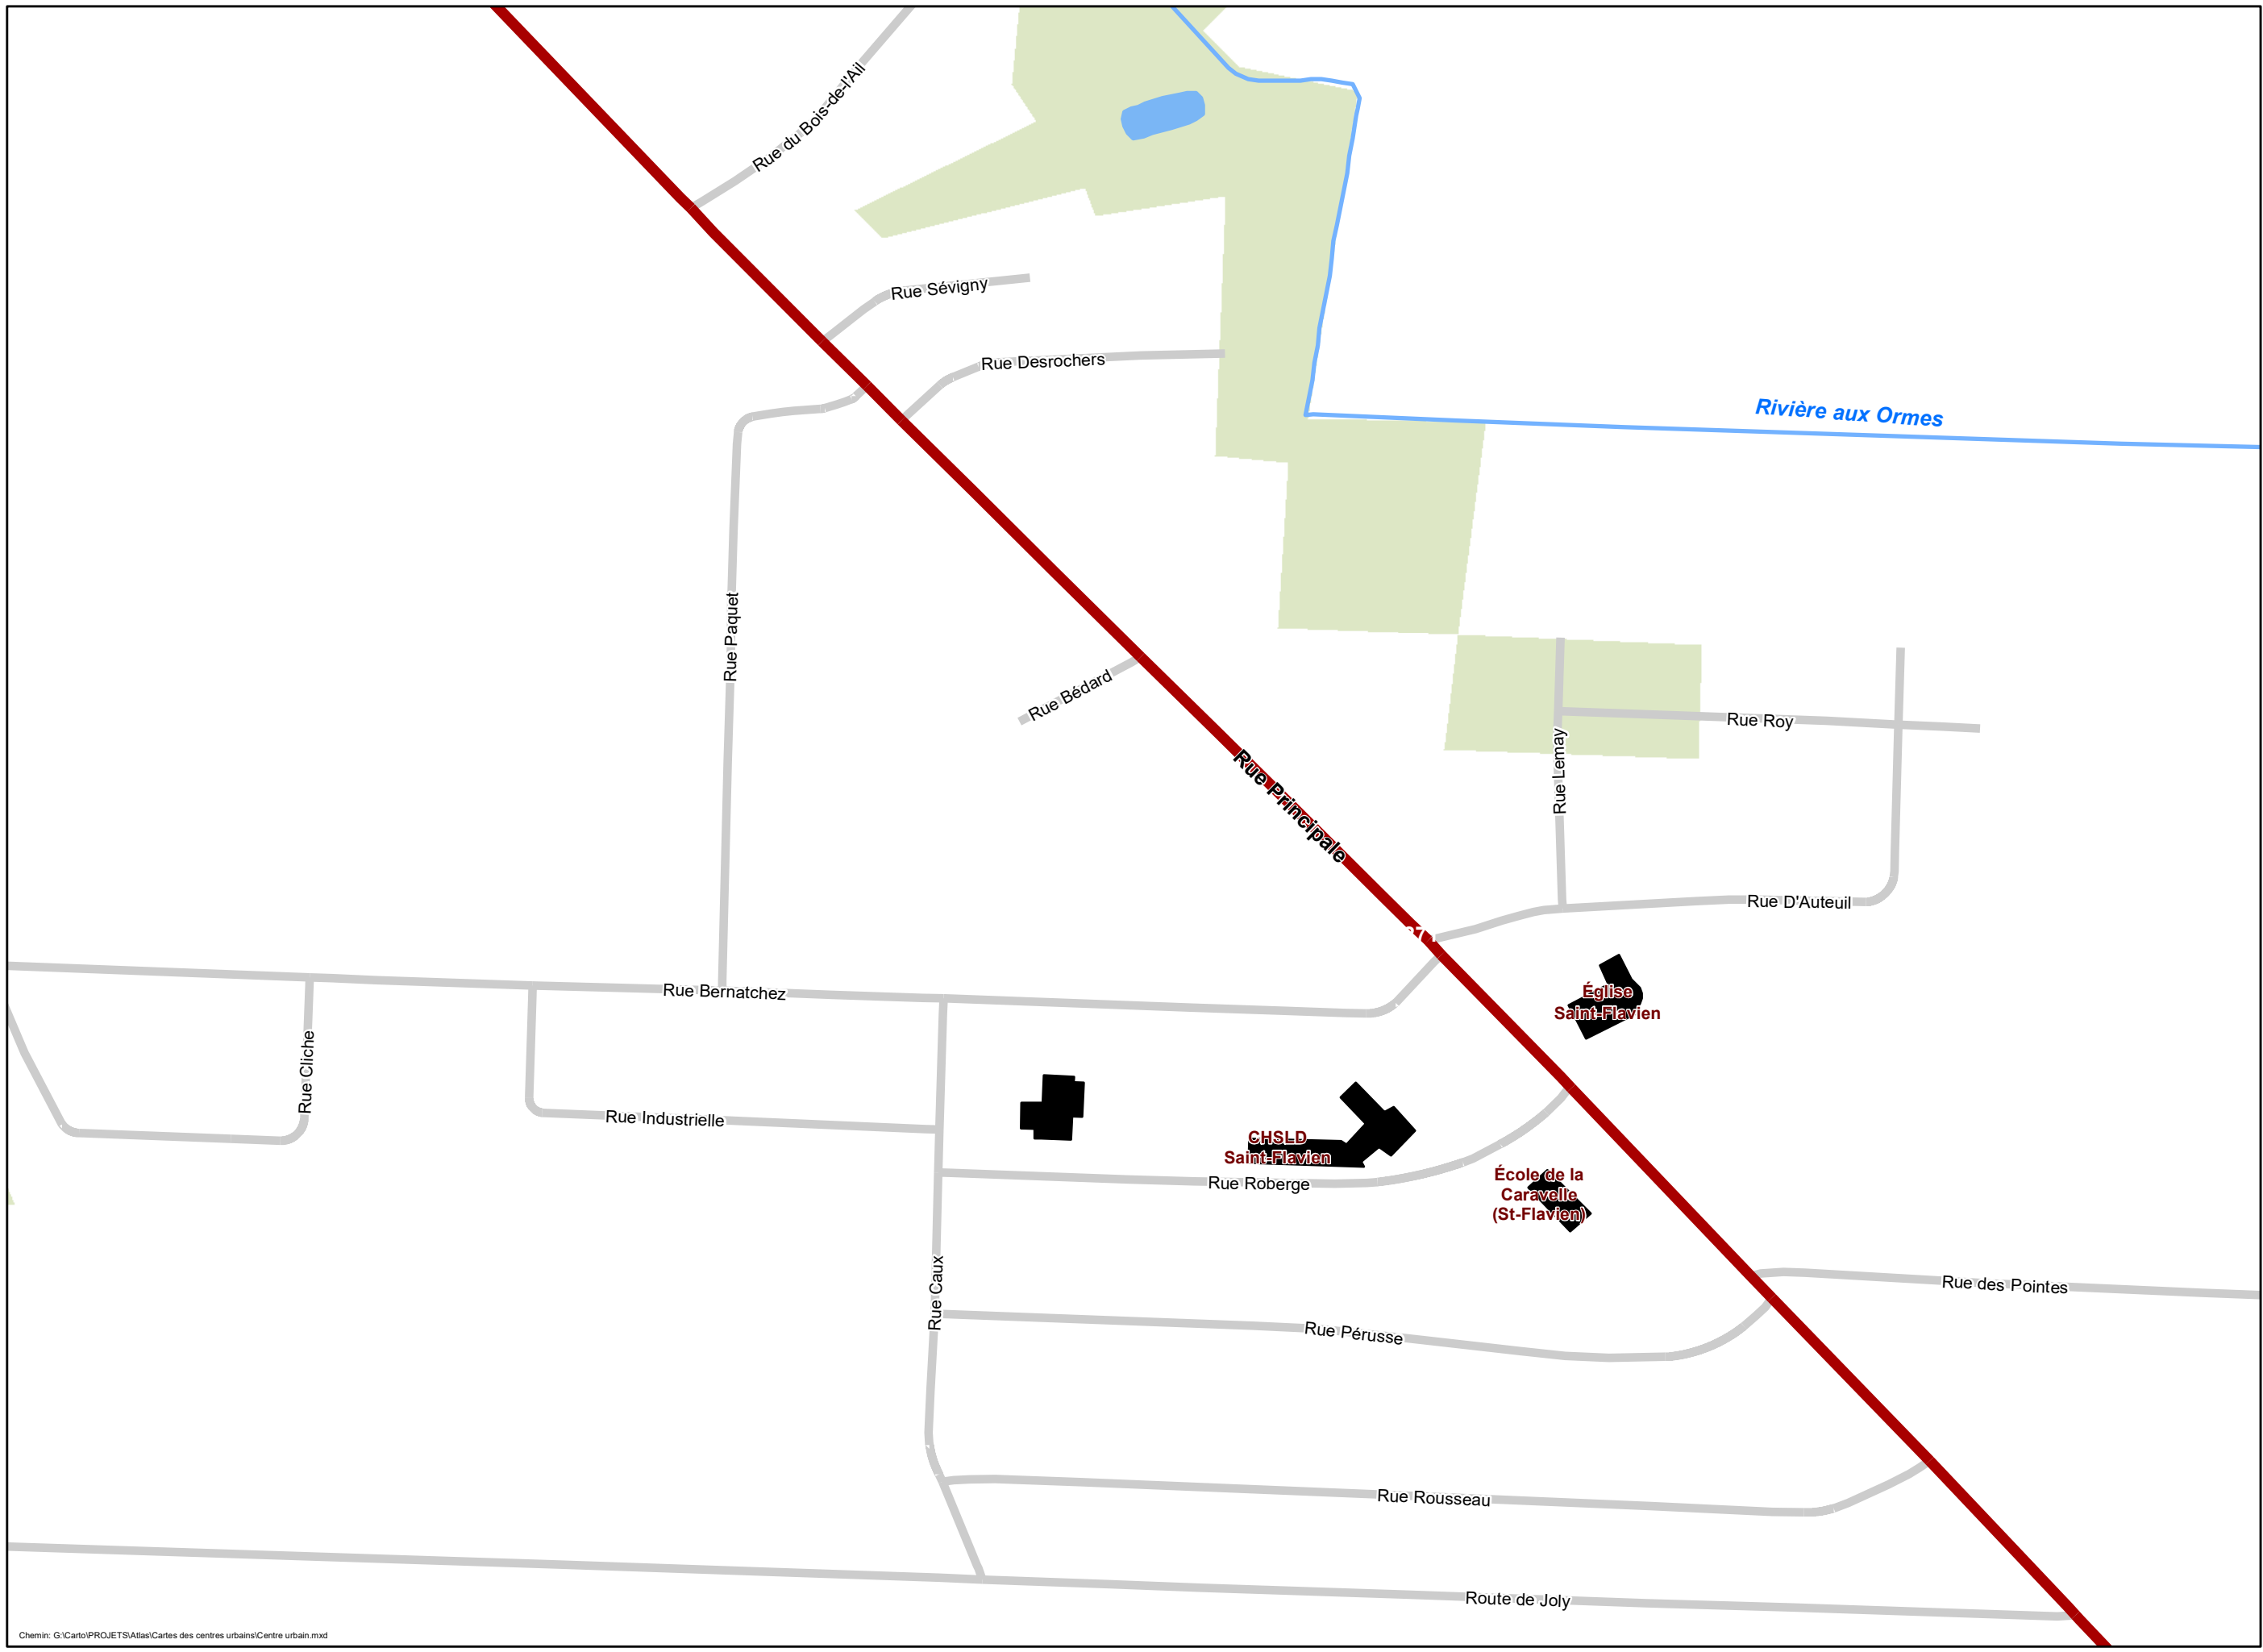 Rue du Bois-de-l'Ail
Rue Sévigny
Rue Desrochers
Rivière aux Ormes
Rue Paquet
Rue Bédard
Rue Roy
Rue Lemay
Rue Principale
Rue D'Auteuil
Rue Bernatchez
Église
Saint-Flavien
Rue Cliche
Rue Industrielle
CHSLD
Saint-Flavien
Rue Roberge
École de la
Caravelle
(St-Flavien)
Rue Caux
Rue des Pointes
Rue Pérusse
Rue Rousseau
Route de Joly
Chemin: G:\Carto\PROJETS\Atlas\Cartes des centres urbains\Centre urbain.mxd